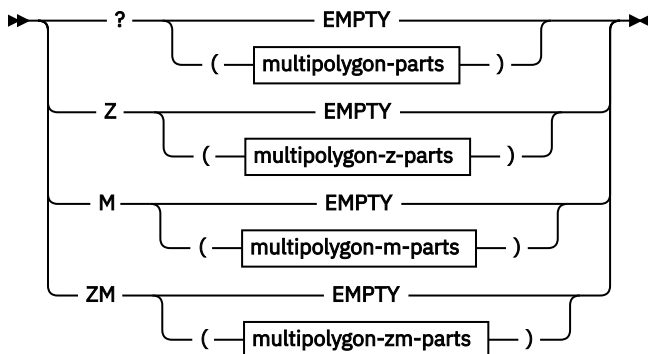 ? EMPTY
( multipolygon-parts )
Z EMPTY
( multipolygon-z-parts )
M EMPTY
( multipolygon-m-parts )
ZM EMPTY
( multipolygon-zm-parts )